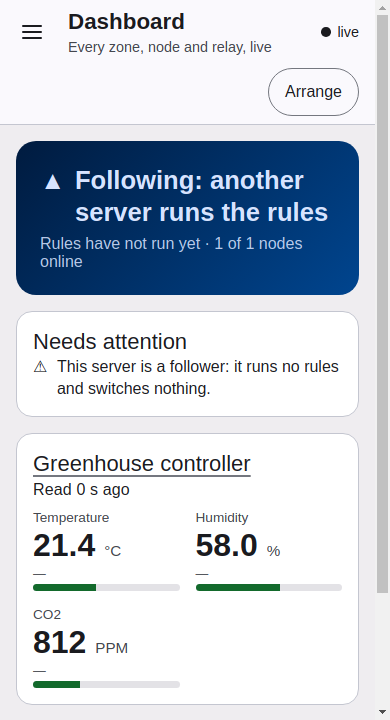 Dashboard
Every zone, node and relay, live
live
Arrange
▲ Following: another
server runs the rules
Rules have not run yet · 1 of 1 nodes
online
Needs attention
⚠ This server is a follower: it runs no rules
and switches nothing.
Greenhouse controller
Read 0 s ago
Temperature Humidity
21.4 °C 58.0 %
— —
CO2
812 PPM
—